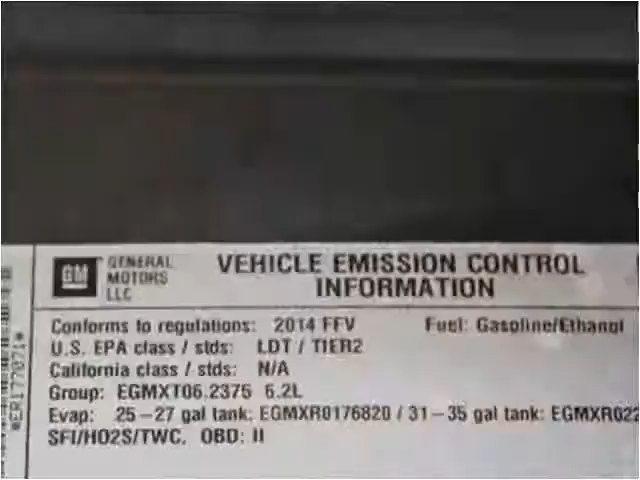 GM
GENERAL
MOTORS
LLC
VEHICLE EMISSION CONTROL
INFORMATION
Conforms to regulations: 2014 FFV Fuel: Gasoline/Ethanol
U.S. EPA class / stds: LDT / TIER2
California class / stds: N/A
Group: EGMXT06.2375 6.2L
Evap: 25–27 gal tank: EGMXR0176820 / 31–35 gal tank: EGMXR022
SFI/HO2S/TWC, OBD: II